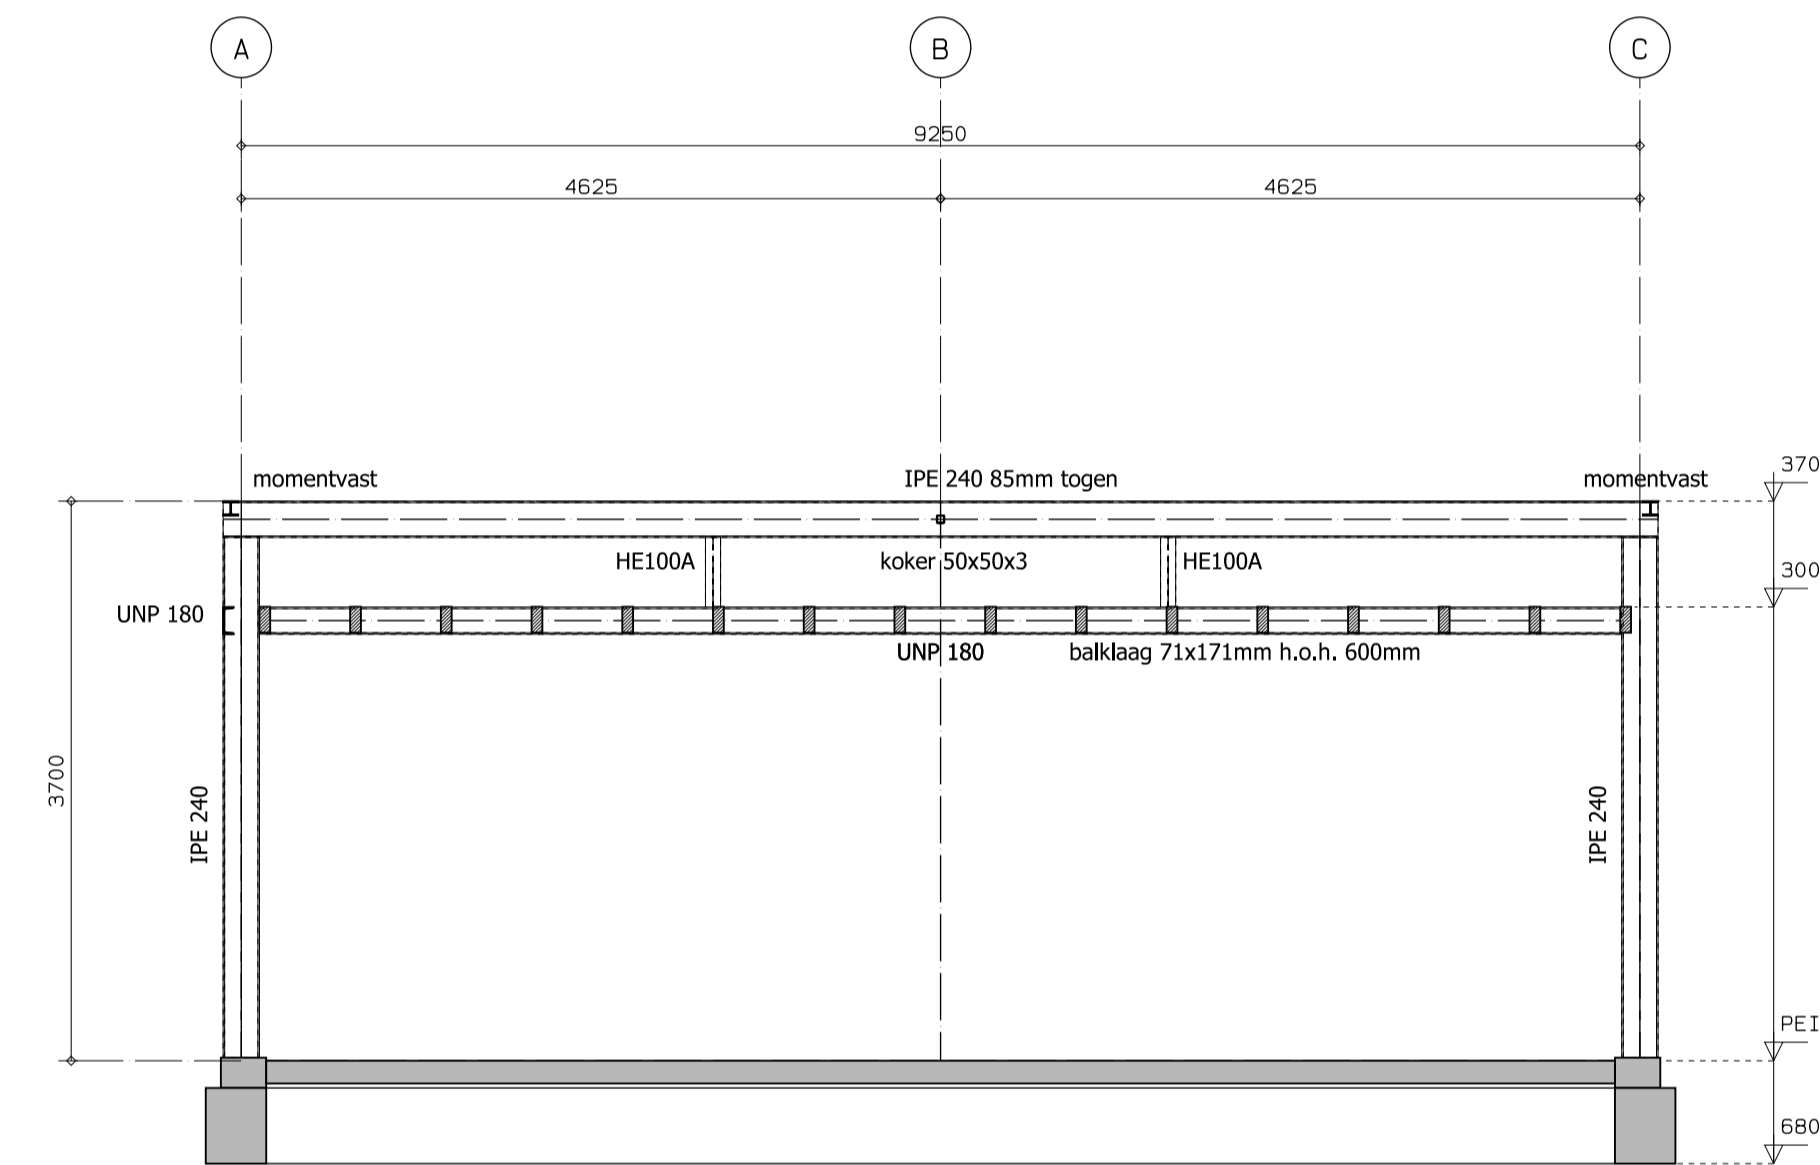 A
B
C
9250
4625
4625
momentvast
IPE 240 85mm togen
momentvast
370
HE100A
koker 50x50x3
HE100A
300
UNP 180
UNP 180
balklaag 71x171mm h.o.h. 600mm
3700
IPE 240
IPE 240
PEI
680